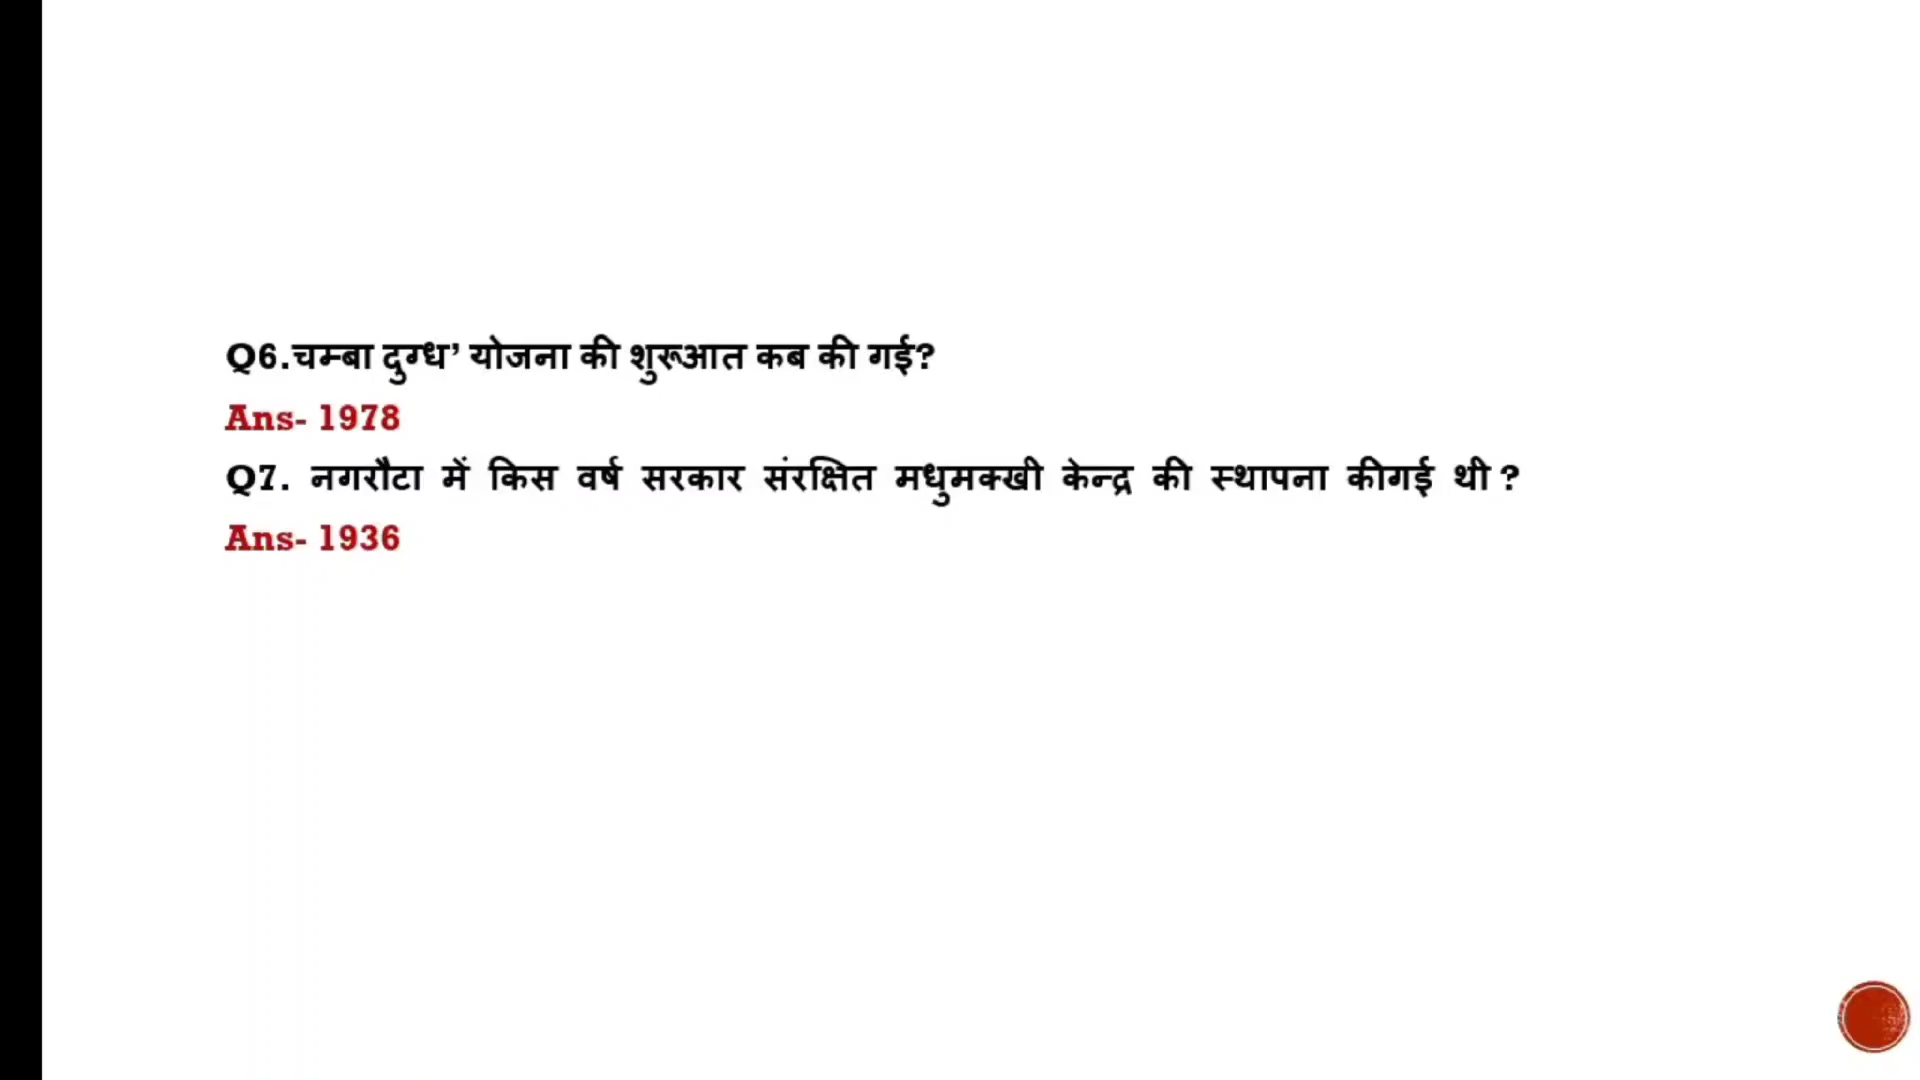 Q6.चम्बा दुग्ध’ योजना की शुरूआत कब की गई?
Ans- 1978
Q7. नगरौटा में किस वर्ष सरकार संरक्षित मधुमक्खी केन्द्र की स्थापना कीगई थी ?
Ans- 1936